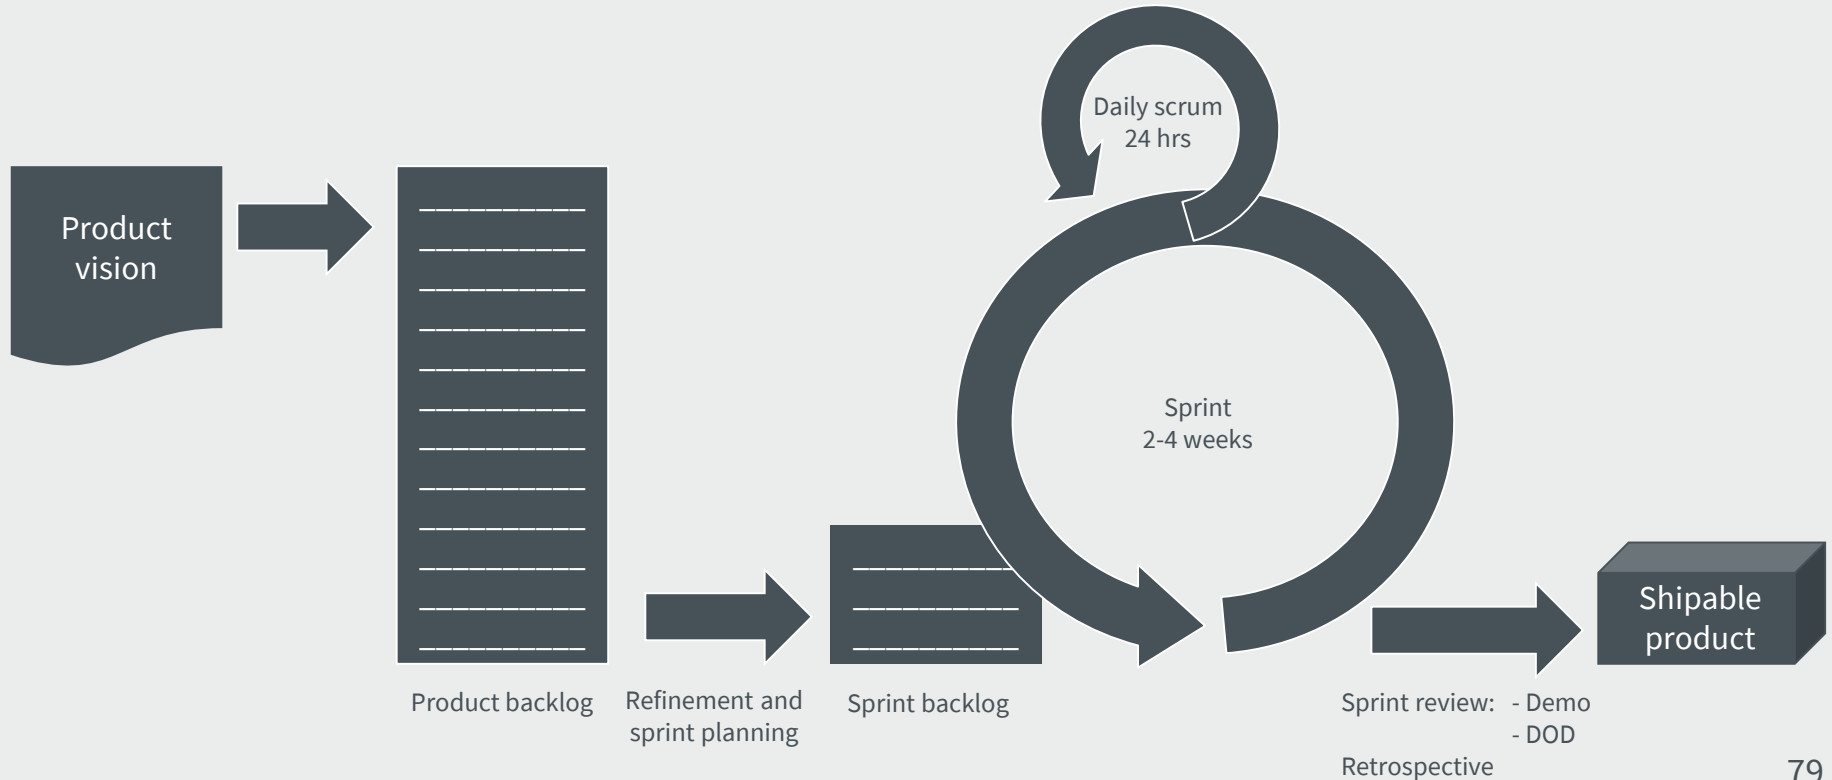 Daily scrum
24 hrs
Product
vision
Sprint
2-4 weeks
Shipable
product
Product backlog
Refinement and
sprint planning
Sprint backlog
Sprint review: - Demo
- DOD
Retrospective
79